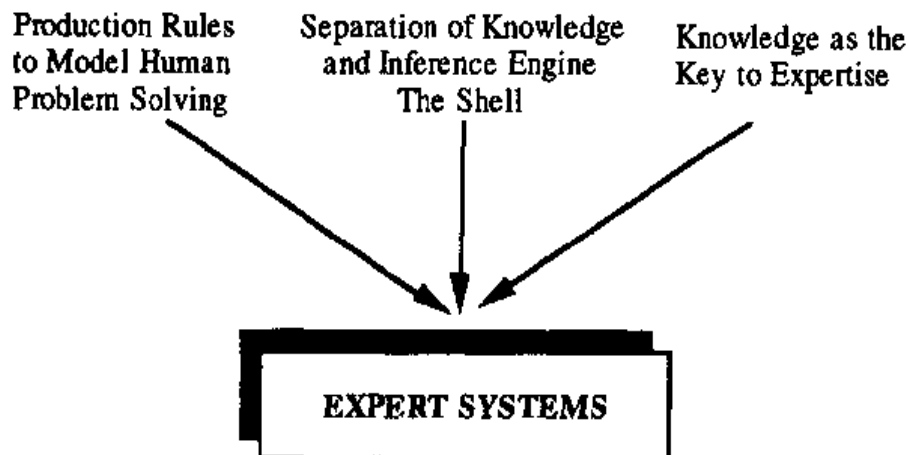 Production Rules
to Model Human
Problem Solving
Separation of Knowledge
and Inference Engine
The Shell
Knowledge as the
Key to Expertise
EXPERT SYSTEMS